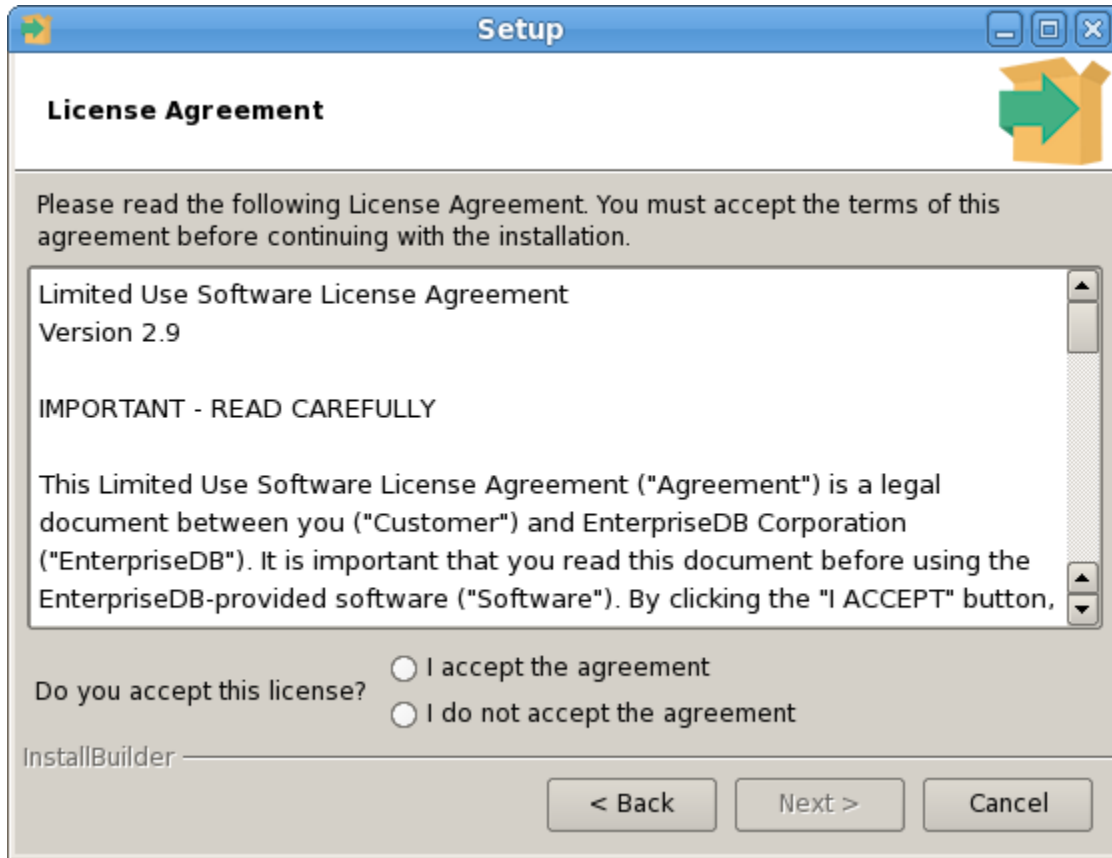 Setup
License Agreement
Please read the following License Agreement. You must accept the terms of this
agreement before continuing with the installation.
Limited Use Software License Agreement
Version 2.9
IMPORTANT - READ CAREFULLY
This Limited Use Software License Agreement ("Agreement") is a legal
document between you ("Customer") and EnterpriseDB Corporation
("EnterpriseDB"). It is important that you read this document before using the
EnterpriseDB-provided software ("Software"). By clicking the "I ACCEPT" button,
Do you accept this license?
I accept the agreement
I do not accept the agreement
InstallBuilder
< Back
Next >
Cancel